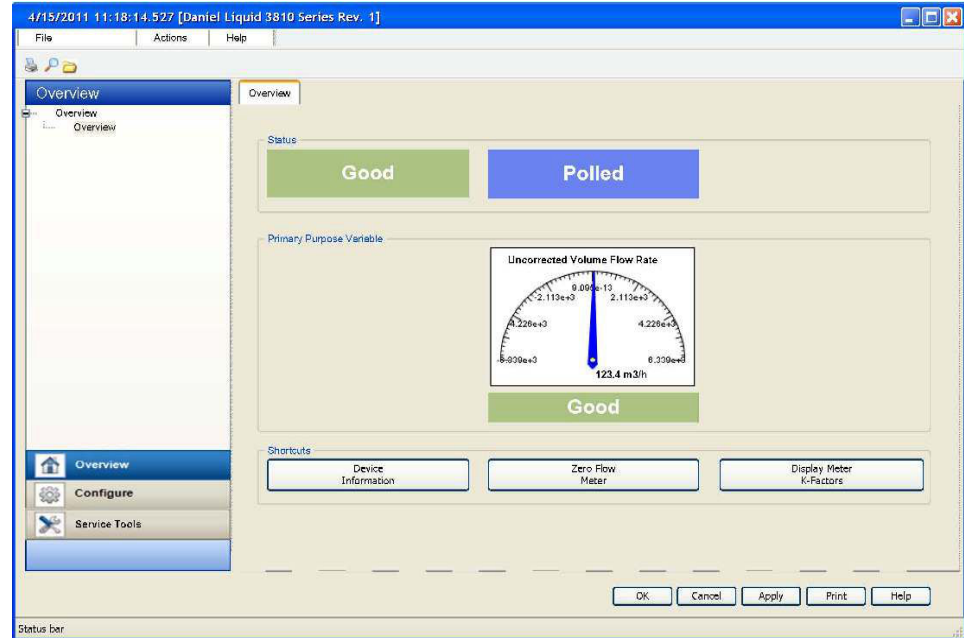 4/15/2011 11:18:14.527 [Daniel Liquid 3810 Series Rev. 1]
File Actions Help
Overview
Overview
Overview
Overview
Status
Good Polled
Primary Purpose Variable
Uncorrected Volume Flow Rate
-2.113e+3 2.113e+3
4.226e+3
6.339e+3
123.4 m3/h
Good
Shortcuts
Device
Information
Zero Flow
Meter
Display Meter
K-Factors
Overview
Configure
Service Tools
OK Cancel Apply Print Help
Status bar